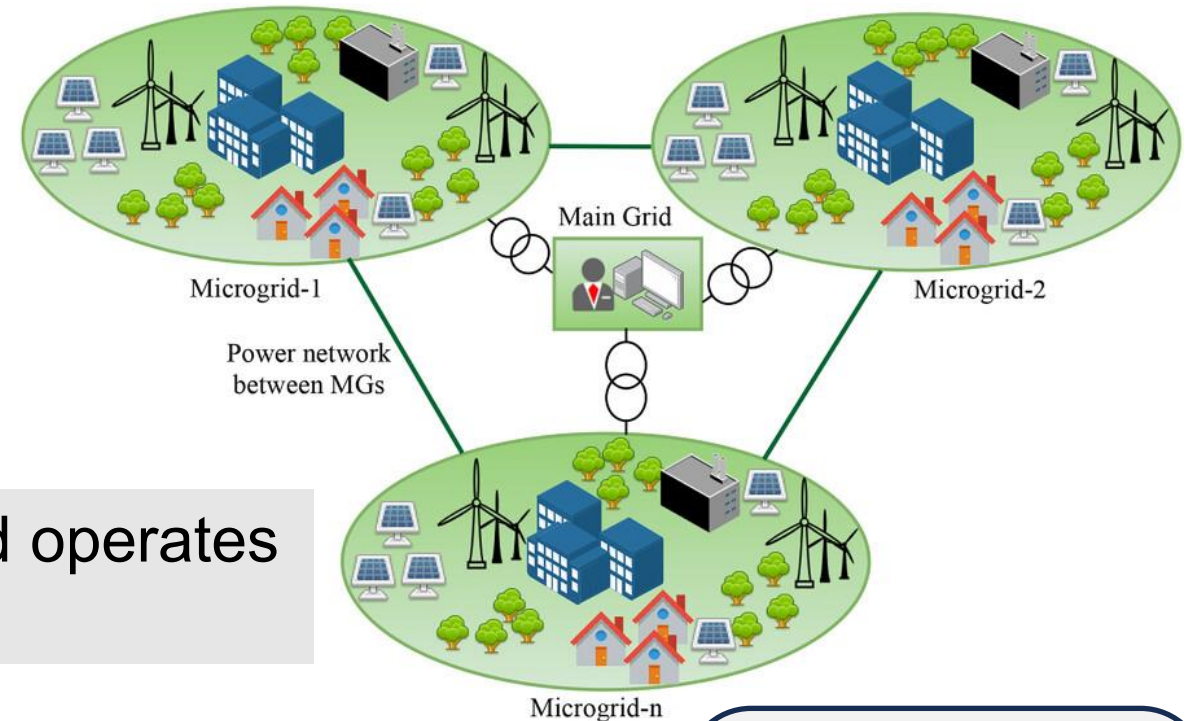 Main Grid
Microgrid-1
Microgrid-2
Power network
between MGs
operates
Microgrid-n